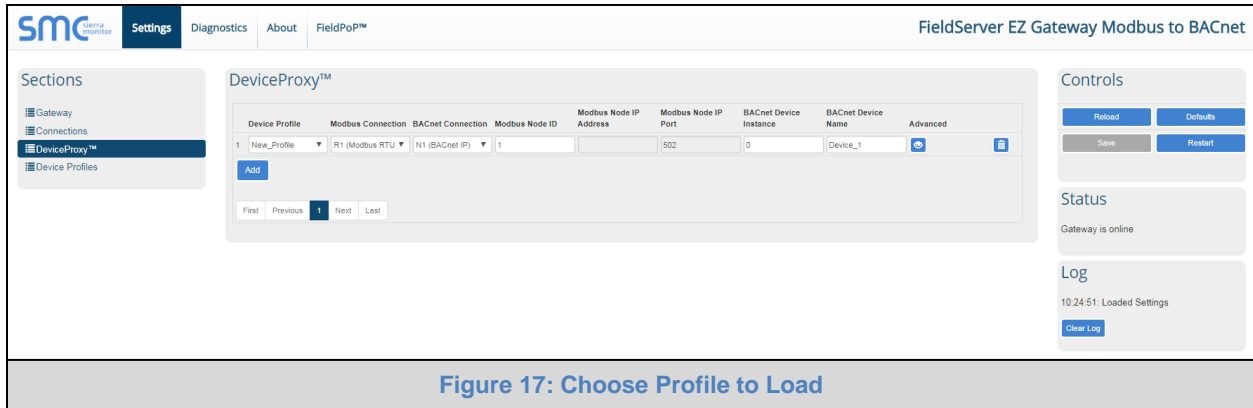 SMC sierra monitor
Settings Diagnostics About FieldPoP™
FieldServer EZ Gateway Modbus to BACnet
Sections
Gateway
Connections
DeviceProxy™
Device Profiles
DeviceProxy™
Device Profile Modbus Connection BACnet Connection Modbus Node ID Modbus Node IP Address Modbus Node IP Port BACnet Device Instance BACnet Device Name Advanced
1 New_Profile R1 (Modbus RTU N1 (BACnet IP) 1 502 0 Device_1
Add
First Previous 1 Next Last
Controls
Reload Defaults
Save Restart
Status
Gateway is online
Log
10:24:51: Loaded Settings
Clear Log
Figure 17: Choose Profile to Load